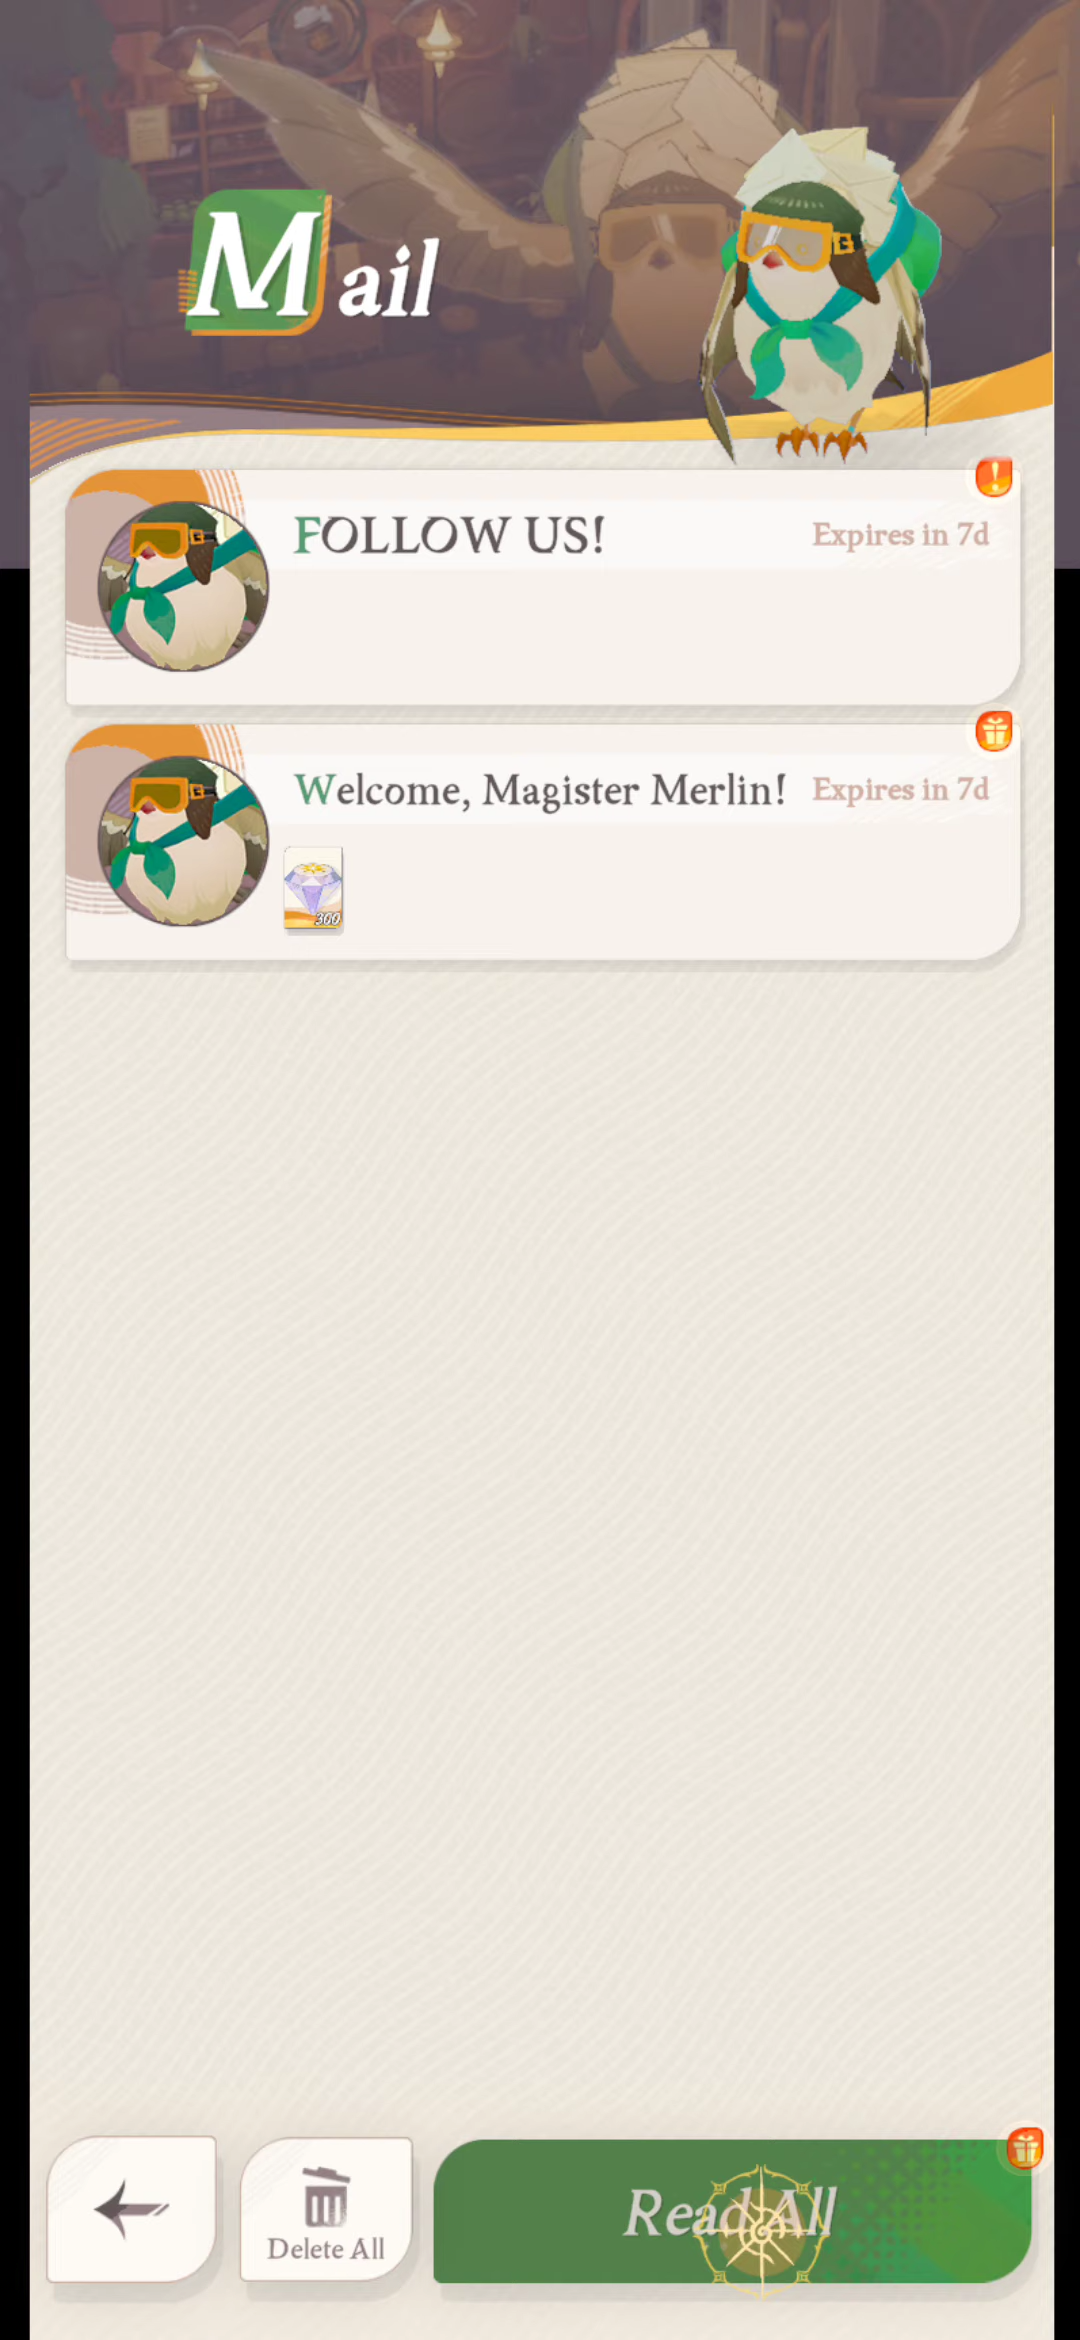 Mail
FOLLOW US!
Expires in 7d
Welcome, Magister Merlin!
Expires in 7d
300
Delete All
Read All